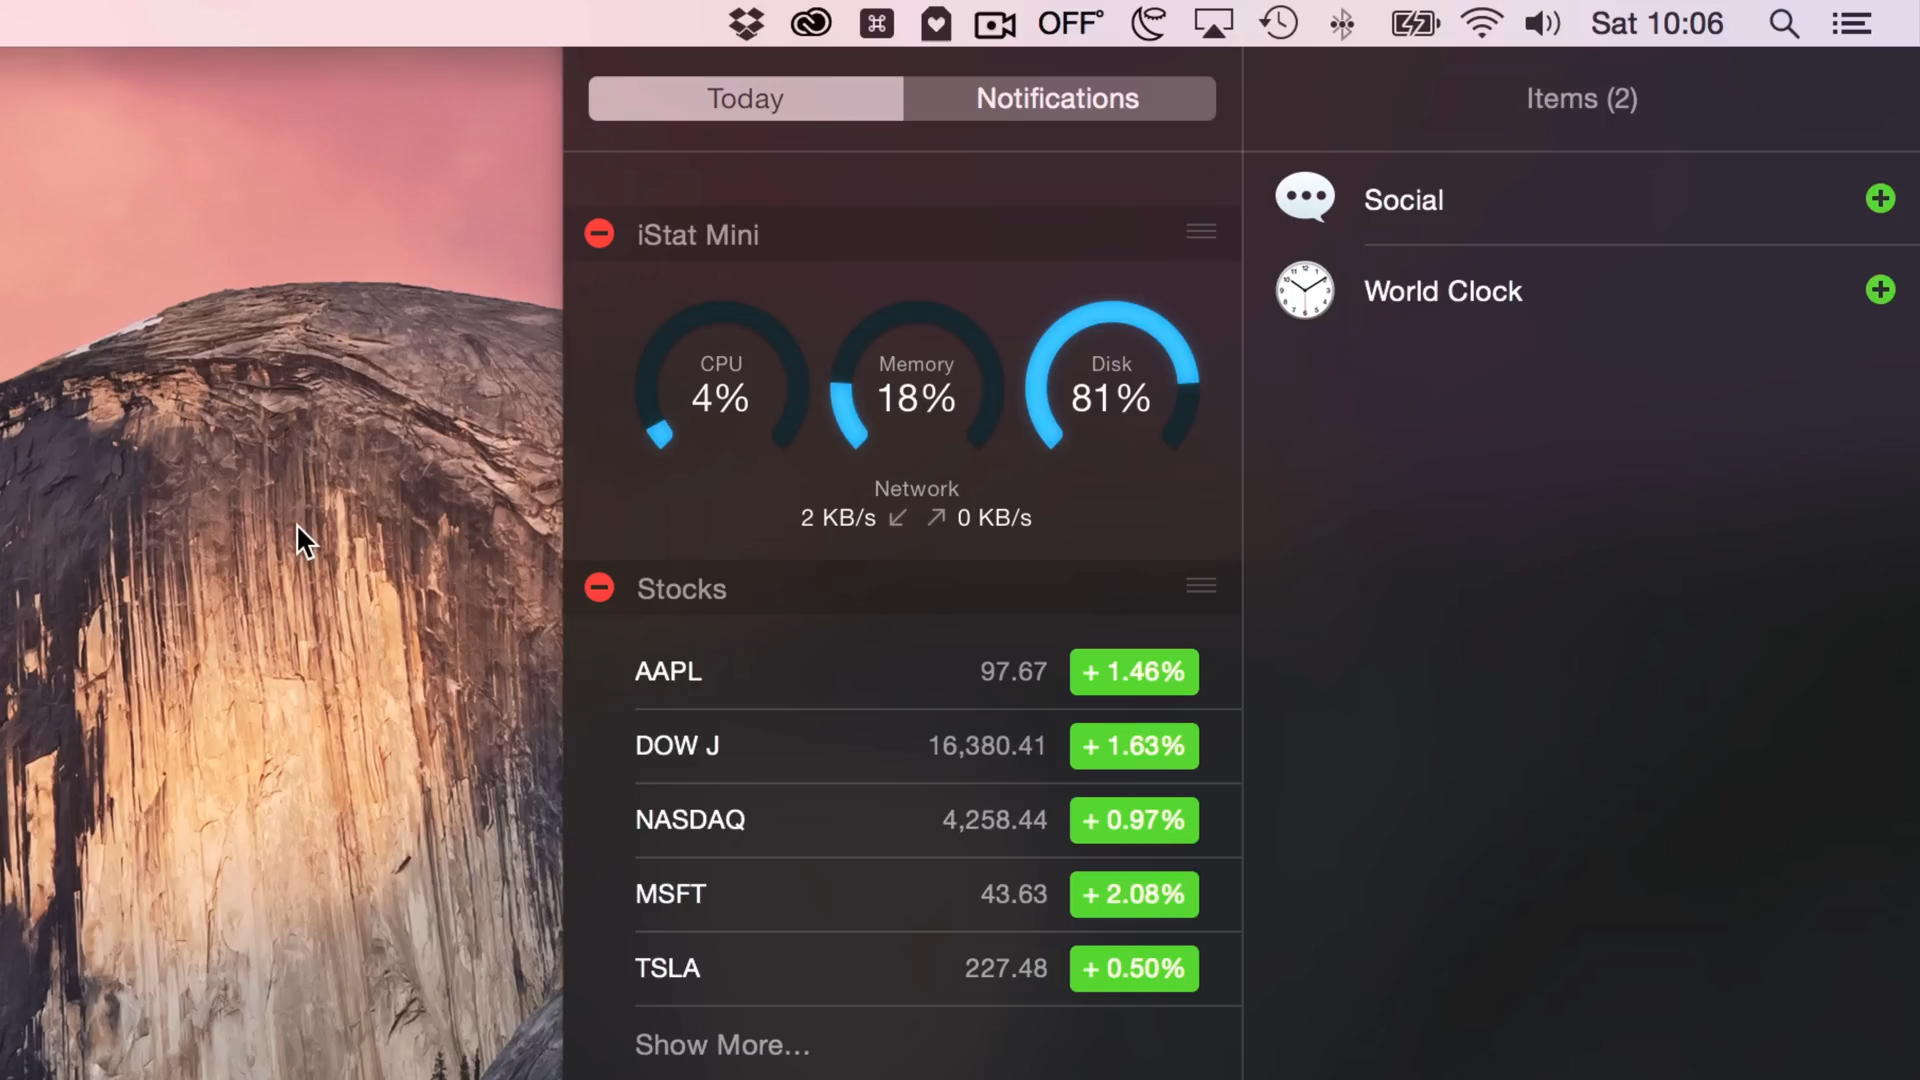 OFF° Sat 10:06
Today Notifications Items (2)
Social
iStat Mini
World Clock
CPU Memory Disk
4% 18% 81%
Network
2 KB/s 0 KB/s
Stocks
AAPL 97.67 + 1.46%
DOW J 16,380.41 + 1.63%
NASDAQ 4,258.44 + 0.97%
MSFT 43.63 + 2.08%
TSLA 227.48 + 0.50%
Show More...